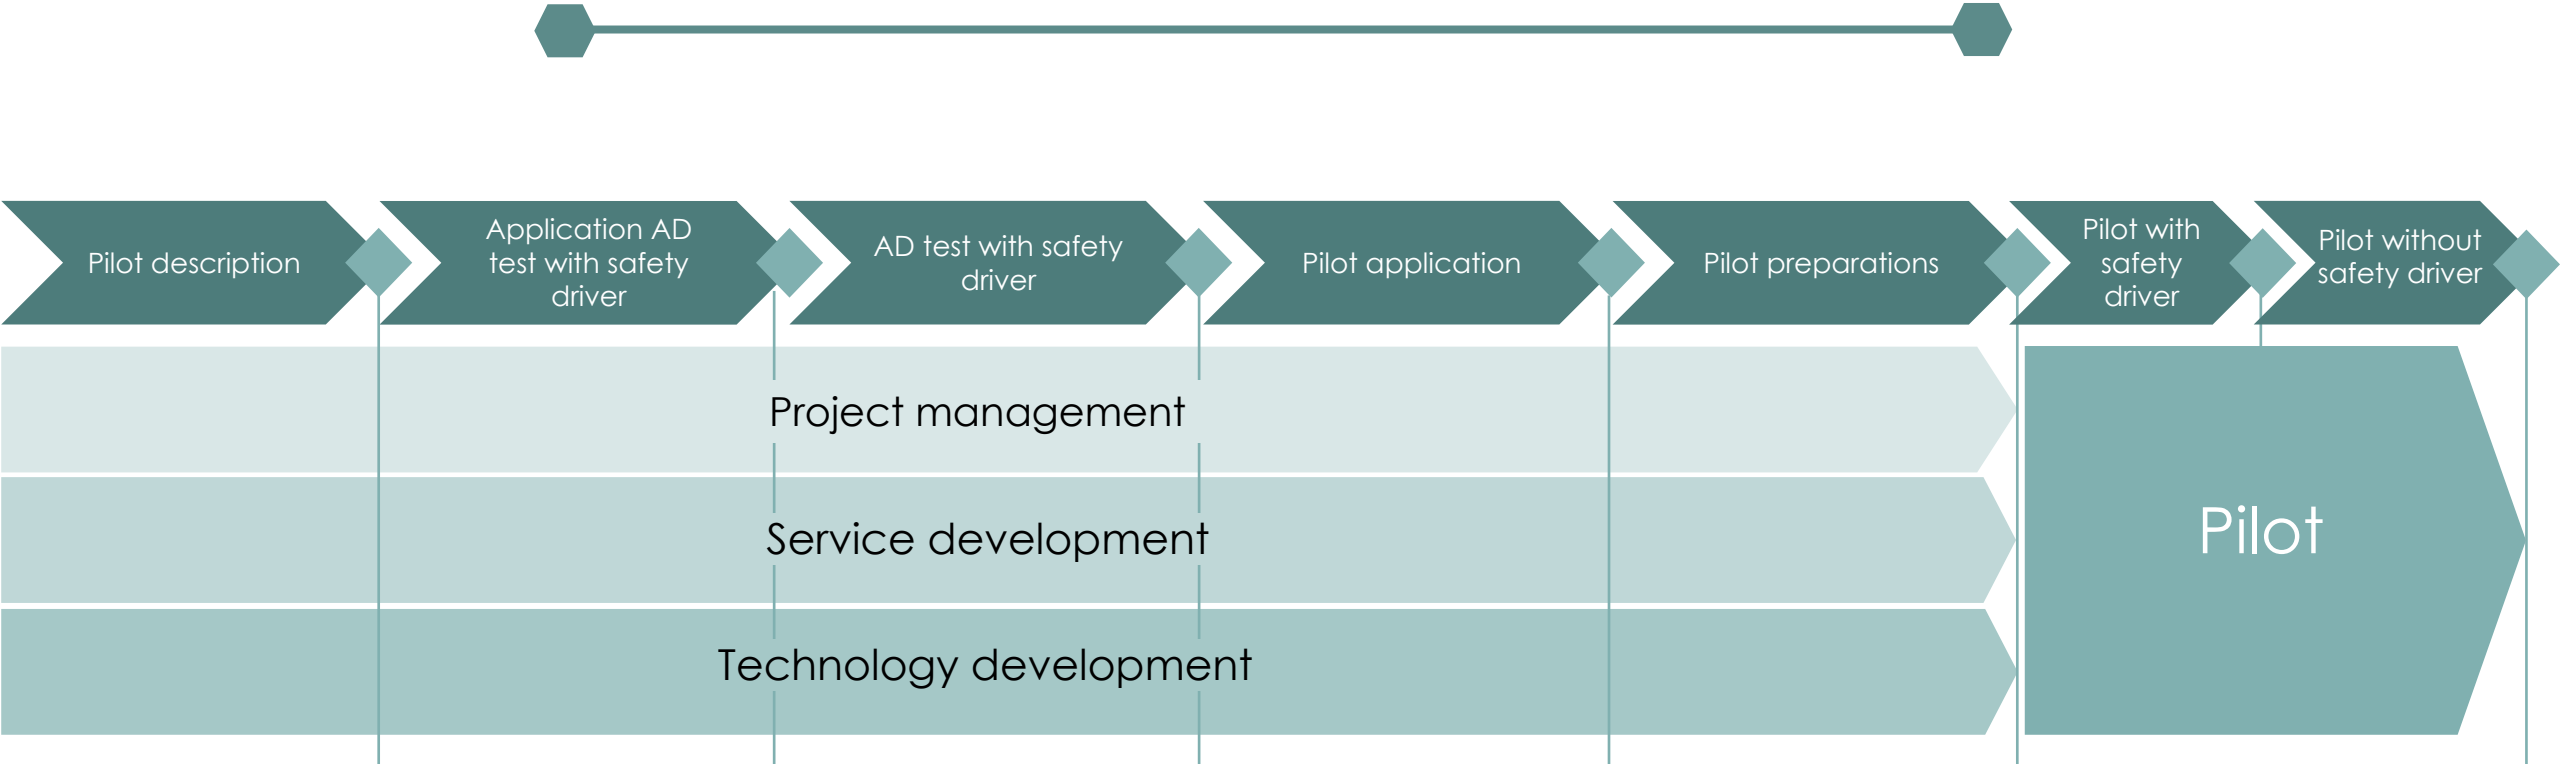 Pilot description
Application AD
test with safety
driver
AD test with safety
driver
Pilot application
Pilot preparations
Pilot with
safety
driver
Pilot without
safety driver
Project management
Service development
Technology development
Pilot